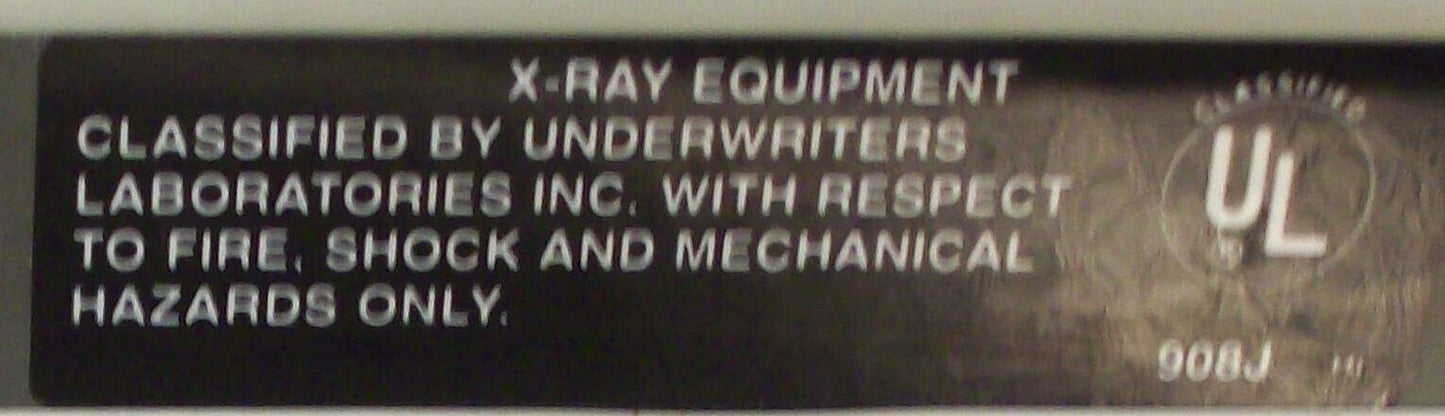 X-RAY EQUIPMENT
CLASSIFIED BY UNDERWRITERS
LABORATORIES INC. WITH RESPECT
TO FIRE, SHOCK AND MECHANICAL
HAZARDS ONLY.
CLASSIFIED
UL
®
908J